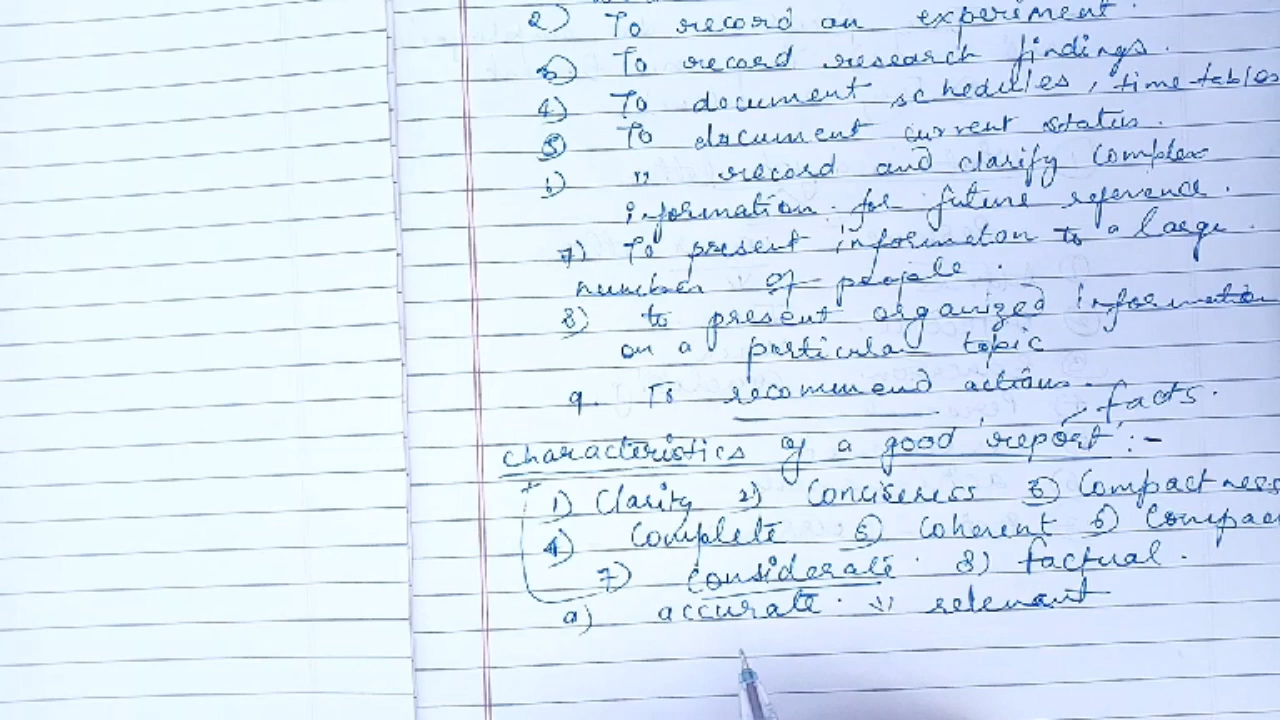 2) To record an experiment.
3) To record research findings.
4) To document schedules, time-tables
5) To document current status.
6) " record and clarify complex
information for future reference.
7) To present information to a large
number of people.
8) to present organized information
on a particular topic
9. To recommend actions.
facts.
Characteristics of a good report :-
1) Clarity 2) Conciseness 3) Compactness
4) Complete 5) Coherent 6) Compac
7) Considerate. 8) factual.
a) accurate. relevant